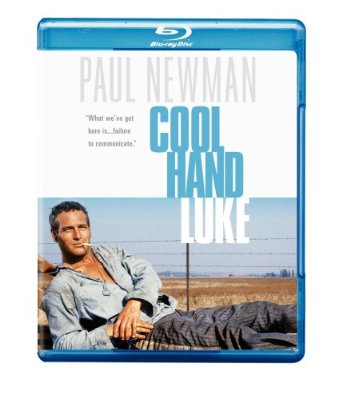 Blu-ray Disc
PAUL NEWMAN
"What we've got
here is...failure
to communicate."
COOL
HAND
LUKE